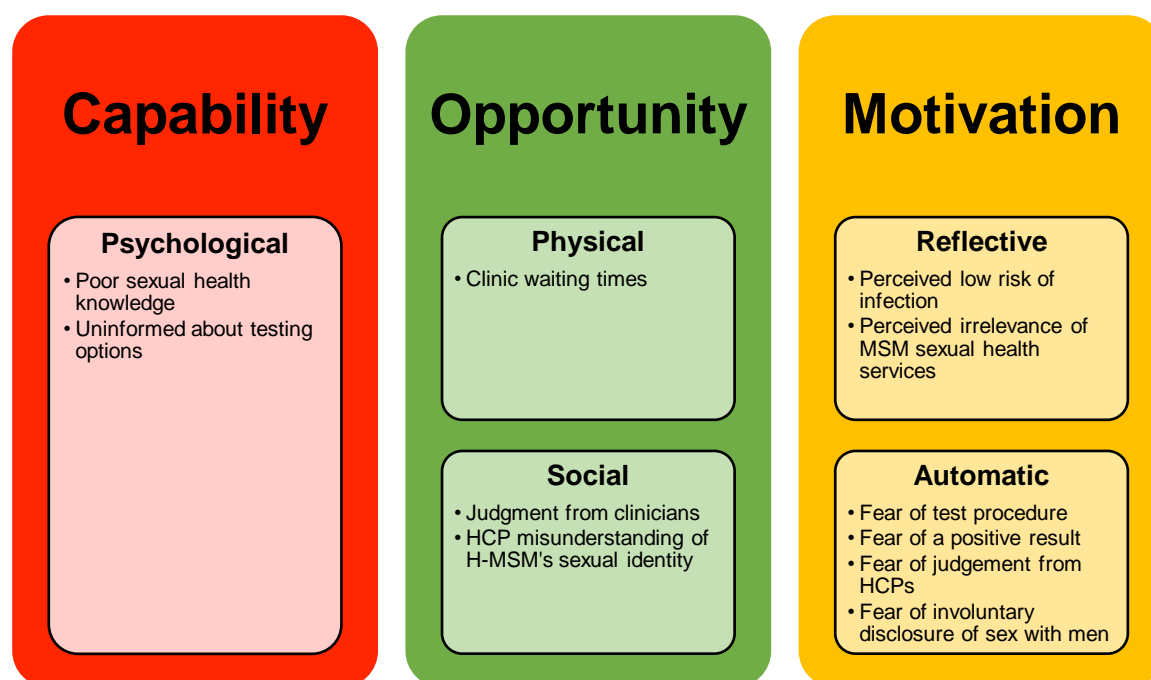 Capability
Psychological
• Poor sexual health
knowledge
• Uninformed about testing
options
Opportunity
Physical
• Clinic waiting times
Social
• Judgment from clinicians
• HCP misunderstanding of
H-MSM's sexual identity
Motivation
Reflective
• Perceived low risk of
infection
• Perceived irrelevance of
MSM sexual health
services
Automatic
• Fear of test procedure
• Fear of a positive result
• Fear of judgement from
HCPs
• Fear of involuntary
disclosure of sex with men